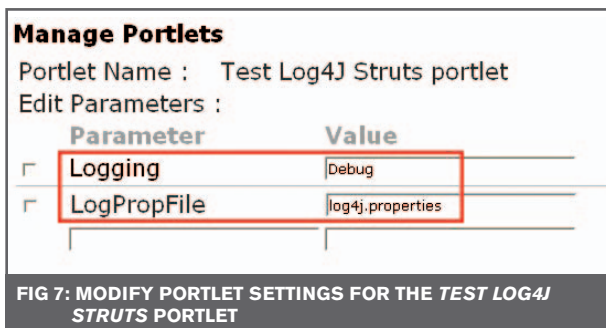 Manage Portlets
Portlet Name : Test Log4J Struts portlet
Edit Parameters :
Parameter Value
Logging Debug
LogPropFile log4j.properties
FIG 7: MODIFY PORTLET SETTINGS FOR THE TEST LOG4J
STRUTS PORTLET